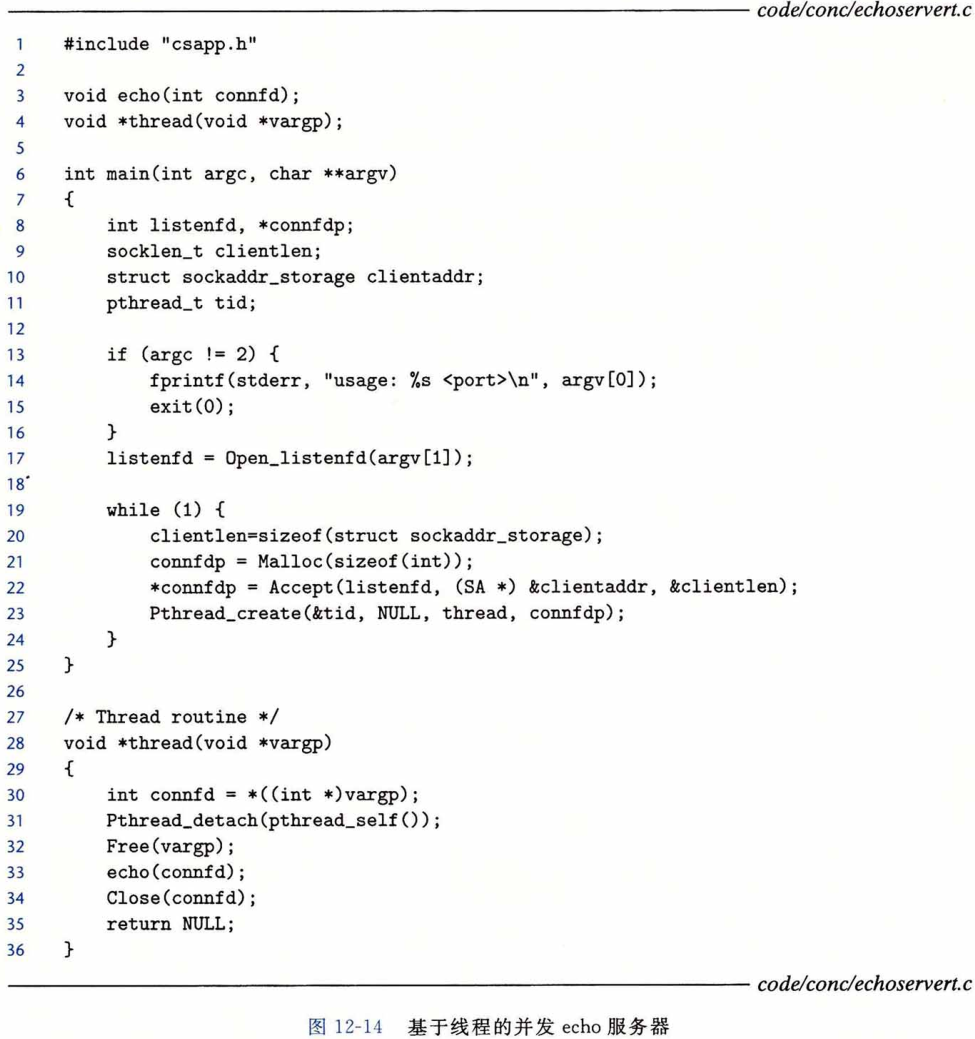 code/conc/echoservert.c
1 #include "csapp.h"
2
3 void echo(int connfd);
4 void *thread(void *vargp);
5
6 int main(int argc, char **argv)
7 {
8     int listenfd, *connfdp;
9     socklen_t clientlen;
10     struct sockaddr_storage clientaddr;
11     pthread_t tid;
12
13     if (argc != 2) {
14         fprintf(stderr, "usage: %s <port>\n", argv[0]);
15         exit(0);
16     }
17     listenfd = Open_listenfd(argv[1]);
18
19     while (1) {
20         clientlen=sizeof(struct sockaddr_storage);
21         connfdp = Malloc(sizeof(int));
22         *connfdp = Accept(listenfd, (SA *) &clientaddr, &clientlen);
23         Pthread_create(&tid, NULL, thread, connfdp);
24     }
25 }
26
27 /* Thread routine */
28 void *thread(void *vargp)
29 {
30     int connfd = *((int *)vargp);
31     Pthread_detach(pthread_self());
32     Free(vargp);
33     echo(connfd);
34     Close(connfd);
35     return NULL;
36 }
code/conc/echoservert.c
图 12-14 基于线程的并发 echo 服务器